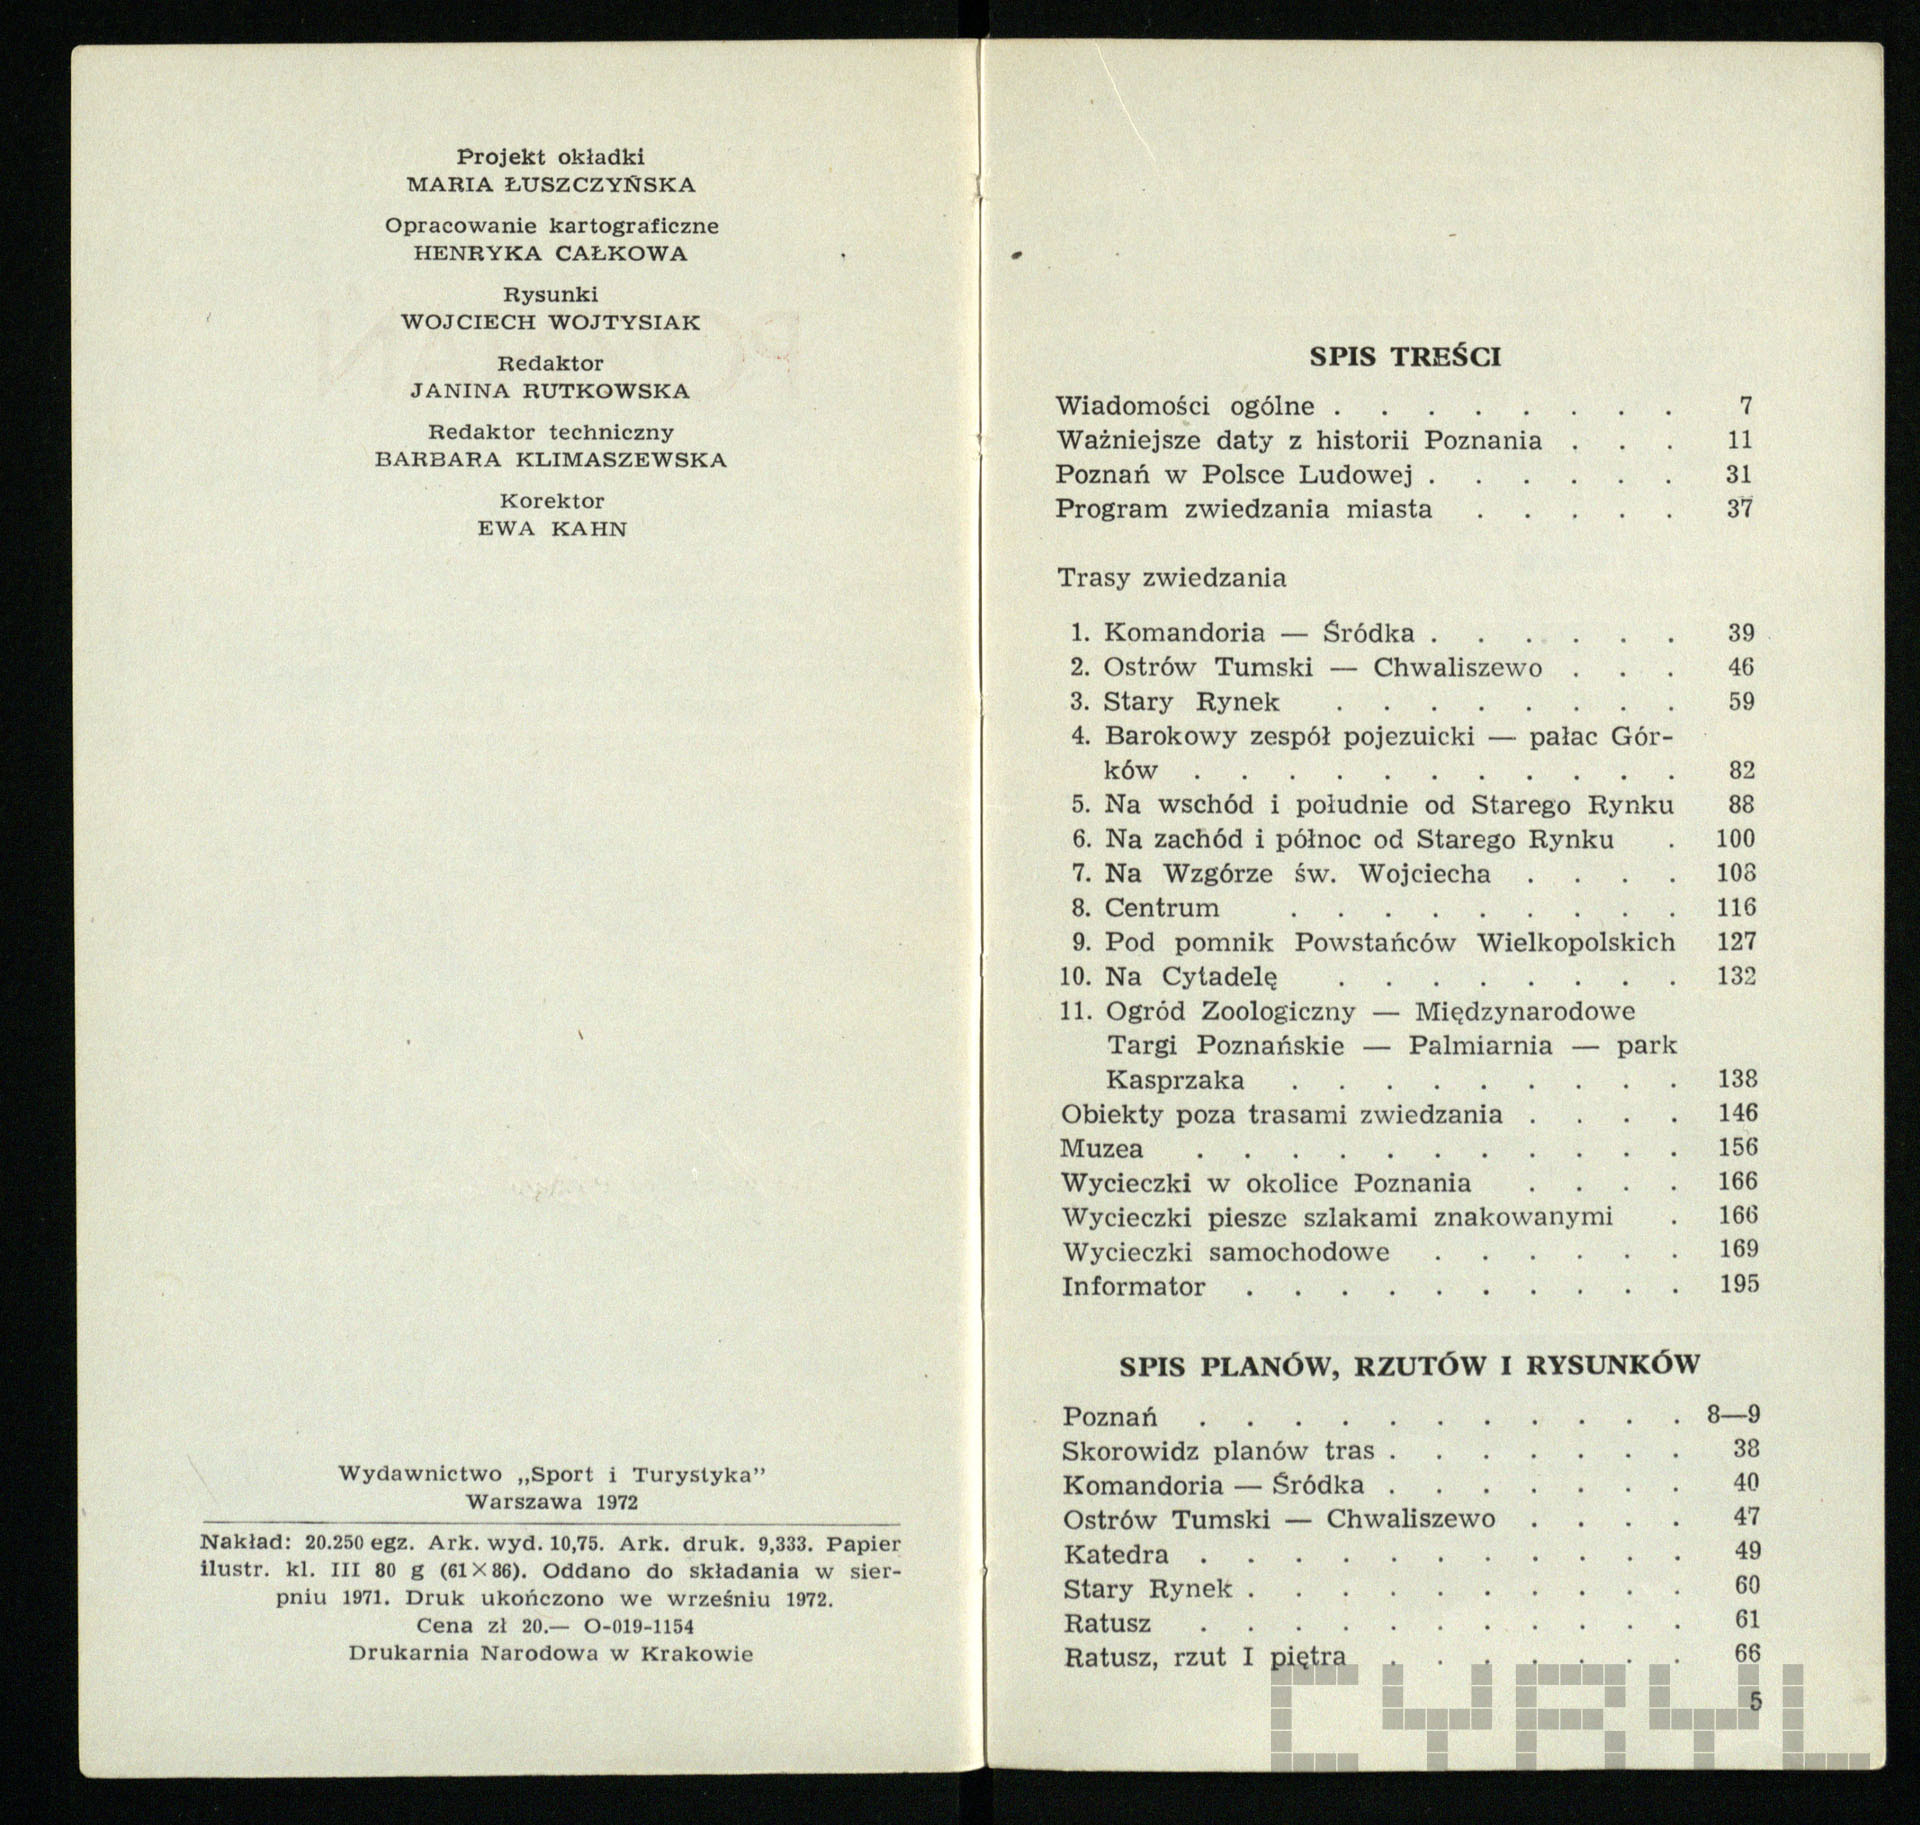 Projekt okładki
MARIA ŁUSZCZYŃSKA
Opracowanie kartograficzne
HENRYKA CAŁKOWA
Rysunki
WOJCIECH WOJTYSIAK
Redaktor
JANINA RUTKOWSKA
Redaktor techniczny
BARBARA KLIMASZEWSKA
Korektor
EWA KAHN
Wydawnictwo „Sport i Turystyka”
Warszawa 1972
Nakład: 20.250 egz. Ark. wyd. 10,75. Ark. druk. 9,333. Papier
ilustr. kl. III 80 g (61×86). Oddano do składania w sier-
pniu 1971. Druk ukończono we wrześniu 1972.
Cena zł 20.— O-019-1154
Drukarnia Narodowa w Krakowie
SPIS TREŚCI
Wiadomości ogólne . . . . . . . . 7
Ważniejsze daty z historii Poznania . . . 11
Poznań w Polsce Ludowej . . . . . . 31
Program zwiedzania miasta . . . . . 37
Trasy zwiedzania
1. Komandoria — Śródka . . . . . . 39
2. Ostrów Tumski — Chwaliszewo . . . 46
3. Stary Rynek . . . . . . . . 59
4. Barokowy zespół pojezuicki — pałac Gór-
ków . . . . . . . . . . . 82
5. Na wschód i południe od Starego Rynku 88
6. Na zachód i północ od Starego Rynku . 100
7. Na Wzgórze św. Wojciecha . . . . 108
8. Centrum . . . . . . . . . 116
9. Pod pomnik Powstańców Wielkopolskich 127
10. Na Cytadelę . . . . . . . . 132
11. Ogród Zoologiczny — Międzynarodowe
Targi Poznańskie — Palmiarnia — park
Kasprzaka . . . . . . . . . 138
Obiekty poza trasami zwiedzania . . . . 146
Muzea . . . . . . . . . . . 156
Wycieczki w okolice Poznania . . . . 166
Wycieczki piesze szlakami znakowanymi . 166
Wycieczki samochodowe . . . . . . 169
Informator . . . . . . . . . . 195
SPIS PLANÓW, RZUTÓW I RYSUNKÓW
Poznań . . . . . . . . . . . 8—9
Skorowidz planów tras . . . . . . . 38
Komandoria — Śródka . . . . . . . 40
Ostrów Tumski — Chwaliszewo . . . . 47
Katedra . . . . . . . . . . . 49
Stary Rynek . . . . . . . . . . 60
Ratusz . . . . . . . . . . . 61
Ratusz, rzut I piętra . . . . . . . 66
5
CYRYL